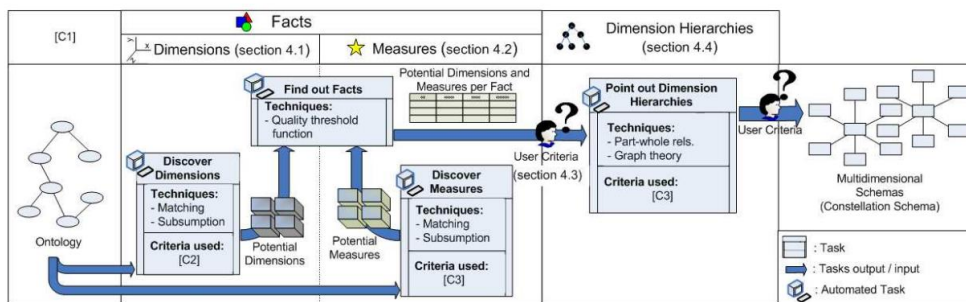 [C1]
Facts
Dimensions (section 4.1)
Measures (section 4.2)
Dimension Hierarchies
(section 4.4)
Find out Facts
Techniques:
- Quality threshold
function
Potential Dimensions and
Measures per Fact
Point out Dimension
Hierarchies
Techniques:
- Part-whole rels.
- Graph theory
Criteria used:
[C3]
User Criteria
(section 4.3)
User Criteria
Multidimensional
Schemas
(Constellation Schema)
Ontology
Discover
Dimensions
Techniques:
- Matching
- Subsumption
Criteria used:
[C2]
Potential
Dimensions
Potential
Measures
Discover
Measures
Techniques:
- Matching
- Subsumption
Criteria used:
[C3]
: Task
: Tasks output / input
: Automated Task